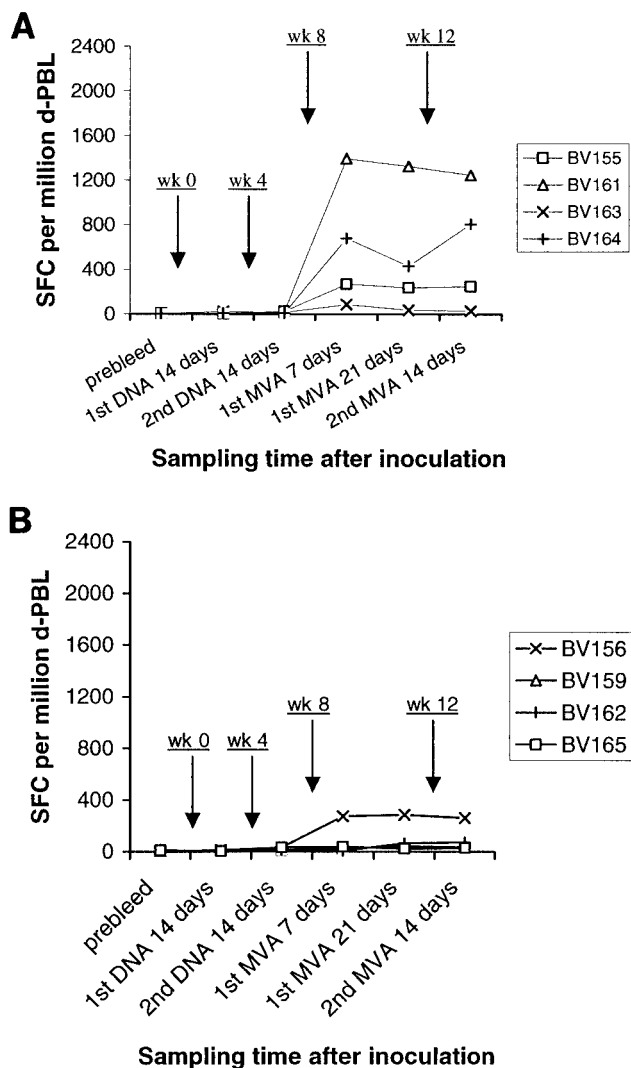 A
wk 8
wk 12
2400
2000
1600
1200
800
400
0
wk 0
wk 4
SFC per million d-PBL
BV155
BV161
BV163
BV164
prebleed
1st DNA 14 days
2nd DNA 14 days
1st MVA 7 days
1st MVA 21 days
2nd MVA 14 days
Sampling time after inoculation
B
2400
2000
1600
1200
800
400
0
SFC per million d-PBL
wk 0
wk 4
wk 8
wk 12
BV156
BV159
BV162
BV165
prebleed
1st DNA 14 days
2nd DNA 14 days
1st MVA 7 days
1st MVA 21 days
2nd MVA 14 days
Sampling time after inoculation